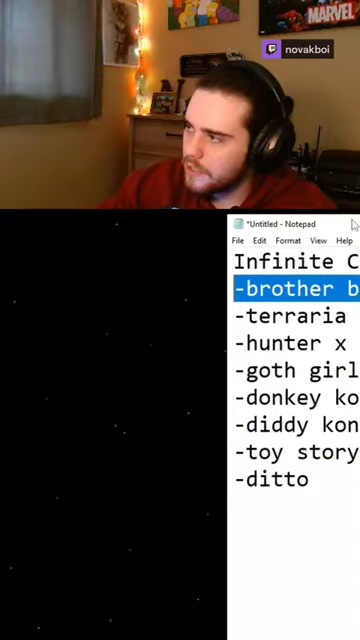 MARVEL
novakboi
*Untitled - Notepad
File Edit Format View Help
Infinite C
-brother b
-terraria
-hunter x
-goth girl
-donkey ko
-diddy kon
-toy story
-ditto